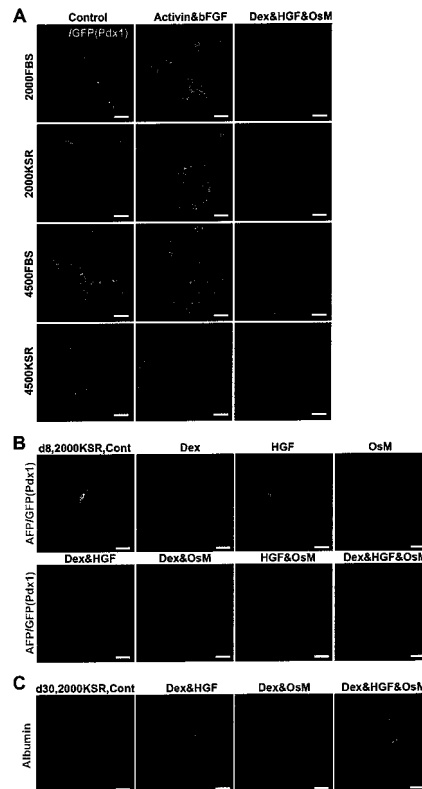 A
Control Activin&bFGF Dex&HGF&OsM
/GFP(Pdx1)
2000FBS
2000KSR
4500FBS
4500KSR
B
d8,2000KSR,Cont Dex HGF OsM
AFP/GFP(Pdx1)
Dex&HGF Dex&OsM HGF&OsM Dex&HGF&OsM
AFP/GFP(Pdx1)
C
d30,2000KSR,Cont Dex&HGF Dex&OsM Dex&HGF&OsM
Albumin